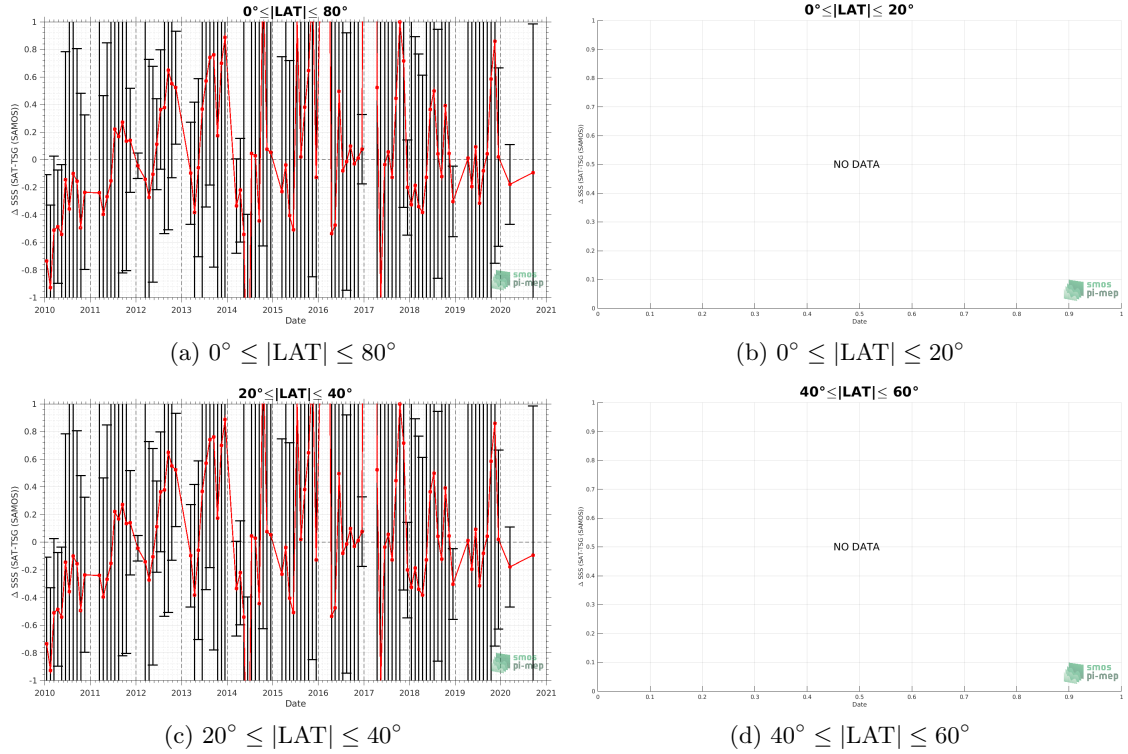 0°≤|LAT|≤ 80°
Δ SSS (SAT-TSG (SAMOS))
1
0.8
0.6
0.4
0.2
0
-0.2
-0.4
-0.6
-0.8
-1
2010 2011 2012 2013 2014 2015 2016 2017 2018 2019 2020 2021
Date
smos
pi-mep
(a) 0° ≤ |LAT| ≤ 80°
0°≤|LAT|≤ 20°
Δ SSS (SAT-TSG (SAMOS))
1
0.9
0.8
0.7
0.6
0.5
0.4
0.3
0.2
0.1
0
NO DATA
0 0.1 0.2 0.3 0.4 0.5 0.6 0.7 0.8 0.9 1
Date
smos
pi-mep
(b) 0° ≤ |LAT| ≤ 20°
20°≤|LAT|≤ 40°
Δ SSS (SAT-TSG (SAMOS))
1
0.8
0.6
0.4
0.2
0
-0.2
-0.4
-0.6
-0.8
-1
2010 2011 2012 2013 2014 2015 2016 2017 2018 2019 2020 2021
Date
smos
pi-mep
(c) 20° ≤ |LAT| ≤ 40°
40°≤|LAT|≤ 60°
Δ SSS (SAT-TSG (SAMOS))
1
0.9
0.8
0.7
0.6
0.5
0.4
0.3
0.2
0.1
0
NO DATA
0 0.1 0.2 0.3 0.4 0.5 0.6 0.7 0.8 0.9 1
Date
smos
pi-mep
(d) 40° ≤ |LAT| ≤ 60°